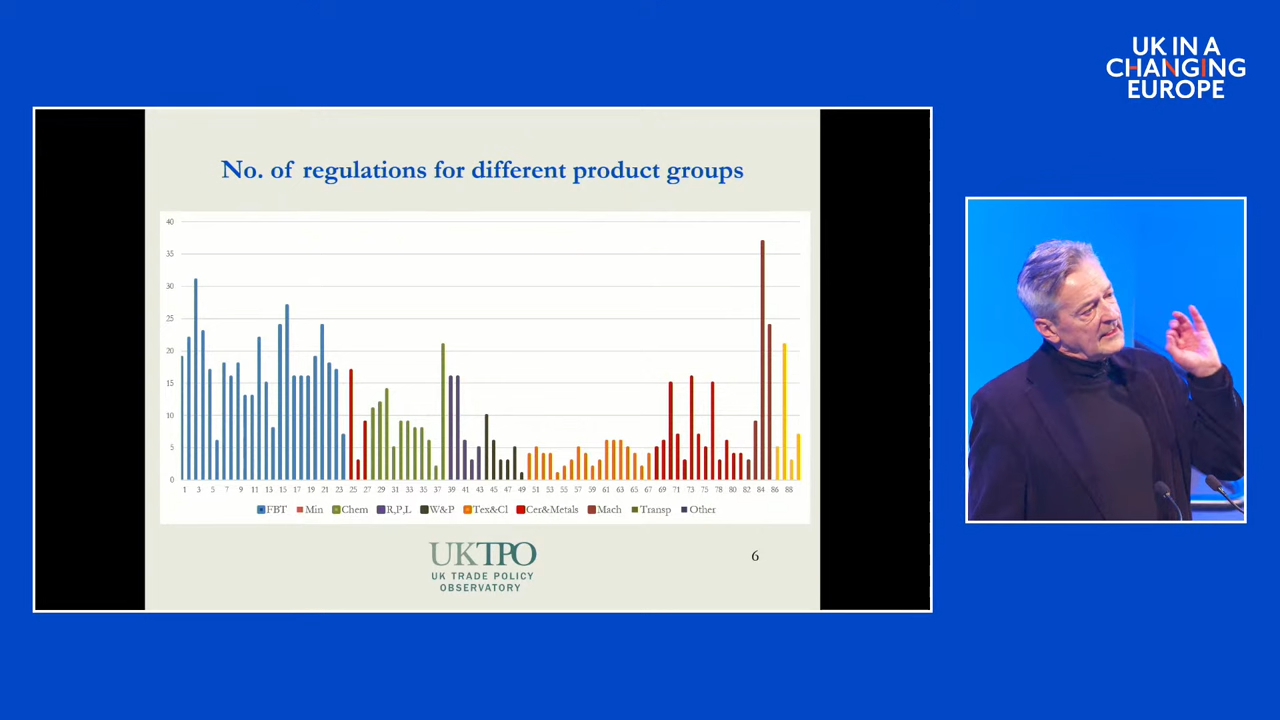 UK IN A
CHANGING
EUROPE
No. of regulations for different product groups
40
35
30
25
20
15
10
5
0
1 3 5 7 9 11 13 15 17 19 21 23 25 27 29 31 33 35 37 39 41 43 45 47 49 51 53 55 57 59 61 63 65 67 69 71 73 75 78 80 82 84 86 88
FBT Min Chem R,P,L W&P Tex&Cl Cer&Metals Mach Transp Other
UKTPO
UK TRADE POLICY
OBSERVATORY
6